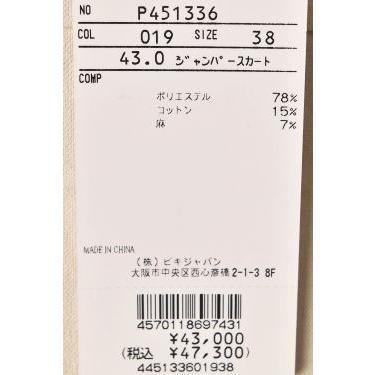 NO P451336
COL 019 SIZE 38
43.0 ジャンパースカート
COMP
ポリエステル 78%
コットン 15%
麻 7%
MADE IN CHINA
(株)ビキジャパン
大阪市中央区西心斎橋2-1-3 8F
4570118697431
¥43,000
(税込 ¥47,300)
445133601938